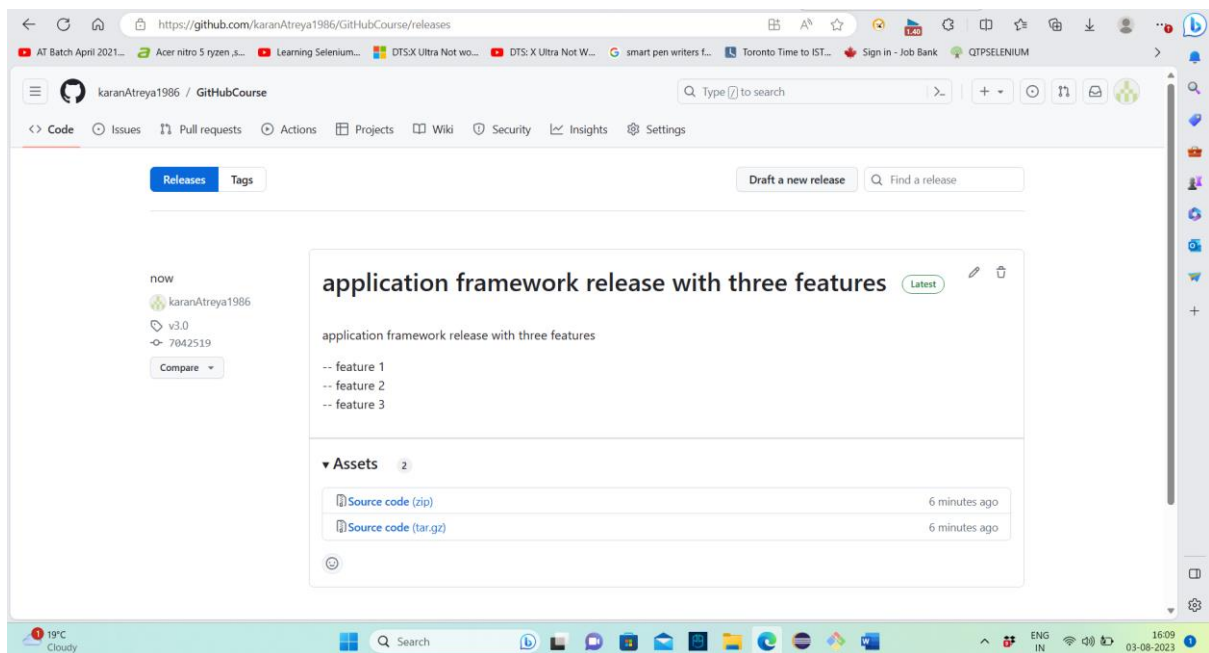 https://github.com/karanAtreya1986/GitHubCourse/releases
1.40
AT Batch April 2021... Acer nitro 5 ryzen ,s... Learning Selenium... DTS:X Ultra Not wo... DTS: X Ultra Not W... smart pen writers f... Toronto Time to IST... Sign in - Job Bank QTPSELENIUM
karanAtreya1986 / GitHubCourse
Type / to search
Code Issues Pull requests Actions Projects Wiki Security Insights Settings
Releases Tags
Draft a new release
Find a release
now
karanAtreya1986
v3.0
7042519
Compare
application framework release with three features Latest
application framework release with three features
-- feature 1
-- feature 2
-- feature 3
Assets 2
Source code (zip) 6 minutes ago
Source code (tar.gz) 6 minutes ago
1
19°C
Cloudy
Search
ENG
IN
16:09
03-08-2023
1